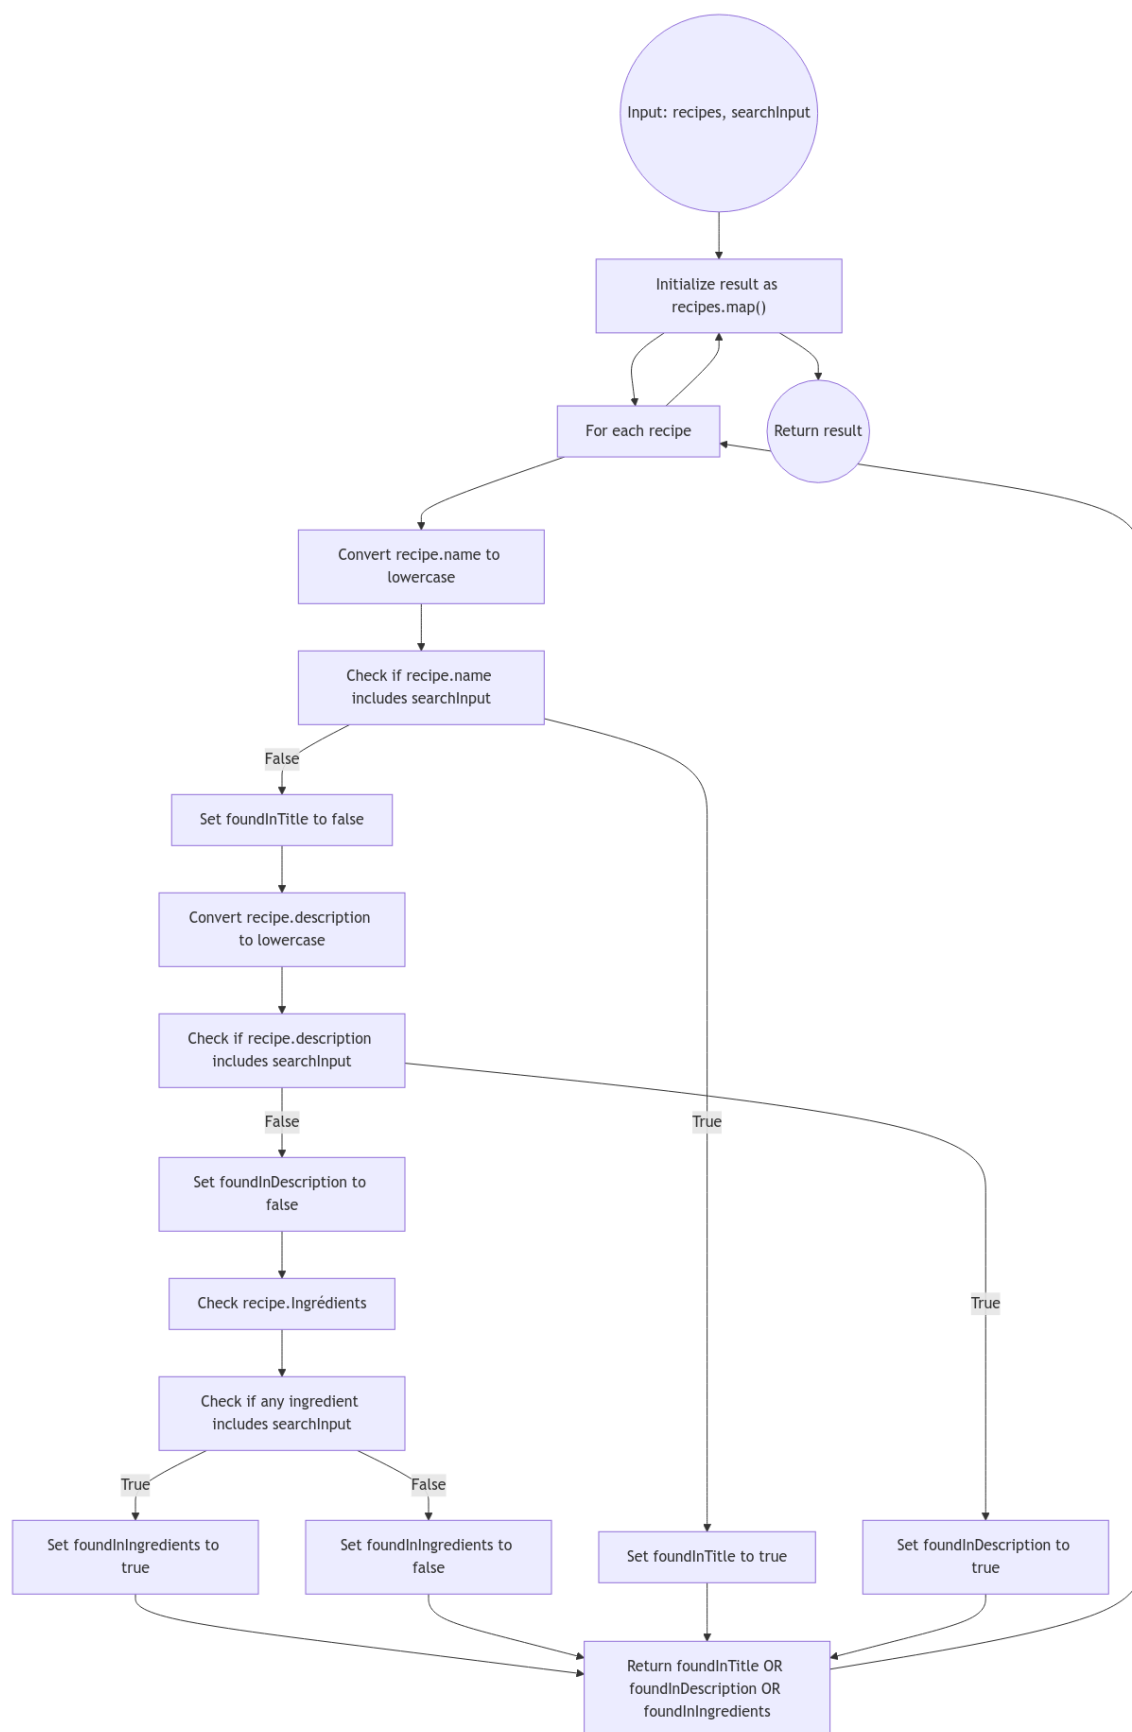 Input: recipes, searchInput
Initialize result as
recipes.map()
For each recipe
Return result
Convert recipe.name to
lowercase
Check if recipe.name
includes searchInput
False
Set foundInTitle to false
Convert recipe.description
to lowercase
Check if recipe.description
includes searchInput
False
True
Set foundInDescription to
false
Check recipe.Ingrédients
True
Check if any ingredient
includes searchInput
True
False
Set foundInIngredients to
true
Set foundInIngredients to
false
Set foundInTitle to true
Set foundInDescription to
true
Return foundInTitle OR
foundInDescription OR
foundInIngredients